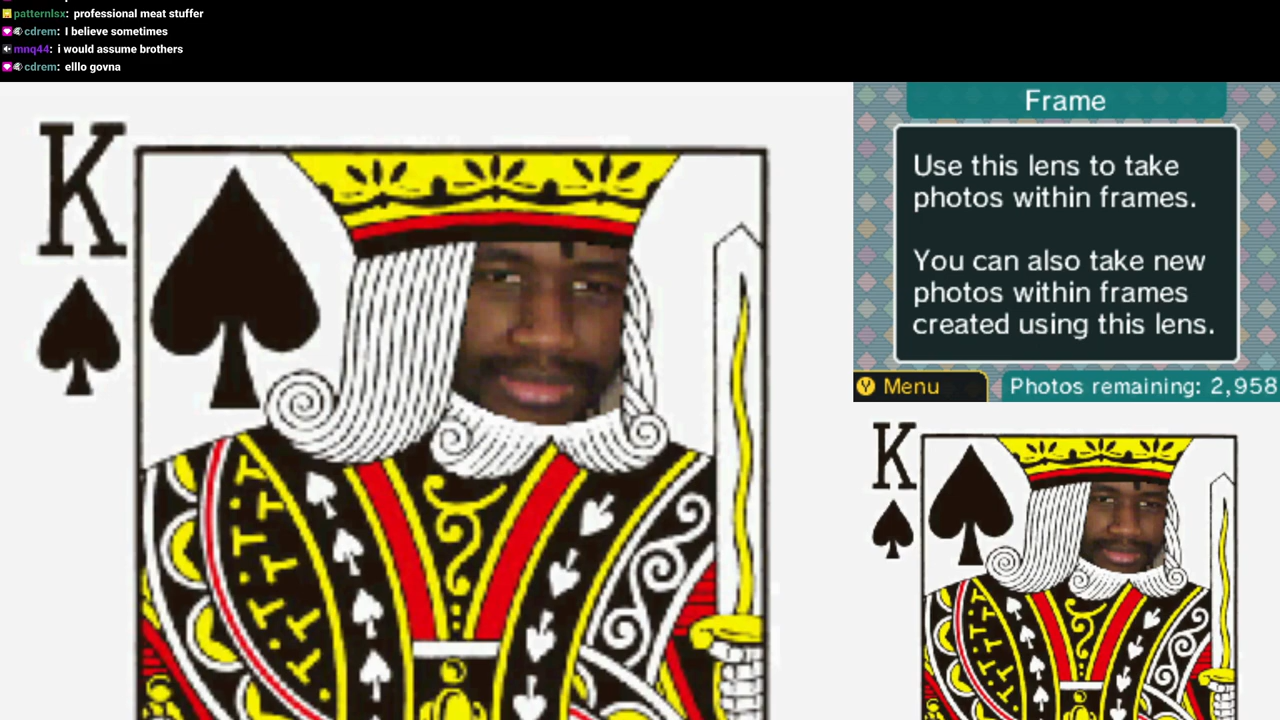 patternlsx: professional meat stuffer
cdrem: I believe sometimes
mnq44: i would assume brothers
cdrem: elllo govna
Frame
Use this lens to take
photos within frames.
You can also take new
photos within frames
created using this lens.
Y Menu
Photos remaining: 2,958
K
K